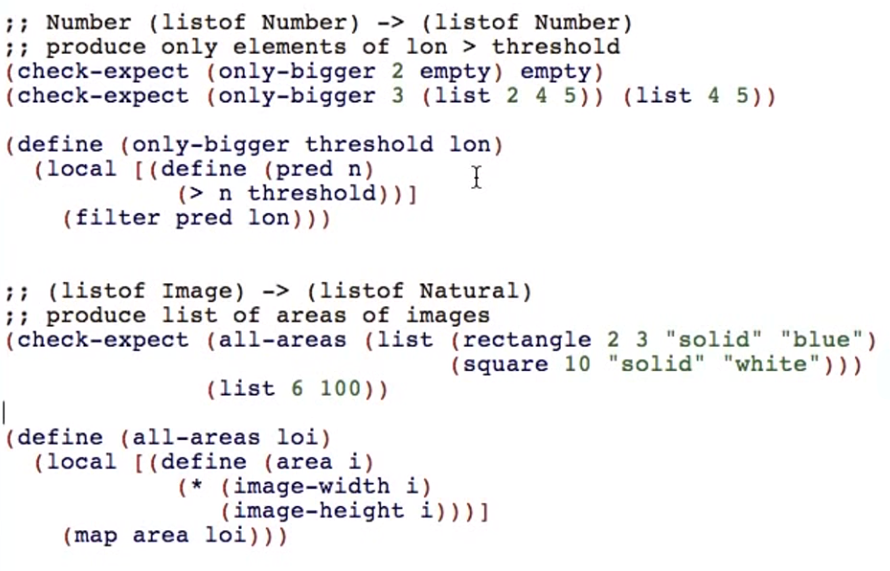 ;; Number (listof Number) -> (listof Number)
;; produce only elements of lon > threshold
(check-expect (only-bigger 2 empty) empty)
(check-expect (only-bigger 3 (list 2 4 5)) (list 4 5))
(define (only-bigger threshold lon)
(local [(define (pred n)
(> n threshold))]
(filter pred lon)))
;; (listof Image) -> (listof Natural)
;; produce list of areas of images
(check-expect (all-areas (list (rectangle 2 3 "solid" "blue")
(square 10 "solid" "white")))
(list 6 100))
(define (all-areas loi)
(local [(define (area i)
(* (image-width i)
(image-height i)))]
(map area loi)))